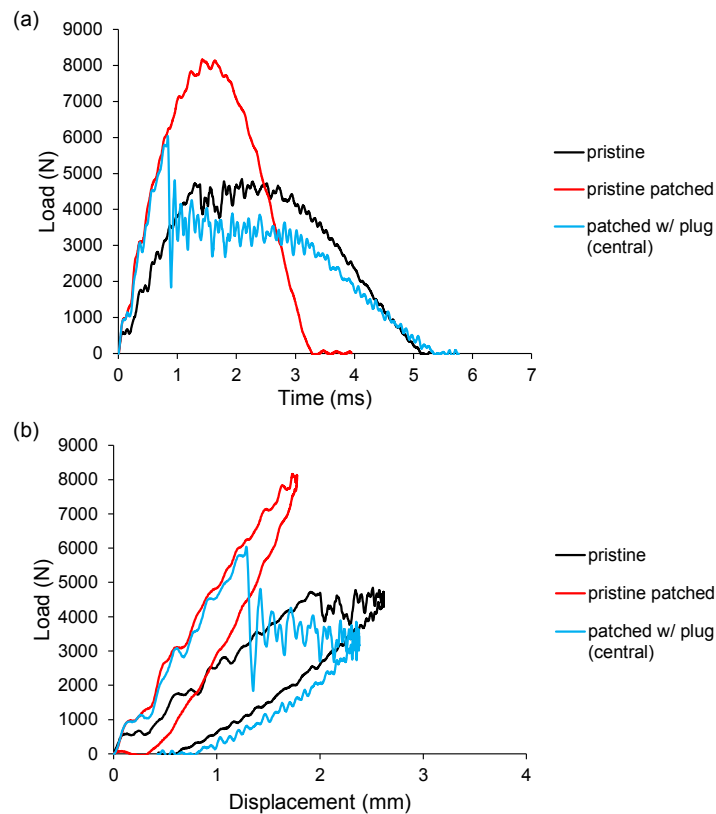 (a)
9000
8000
7000
6000
5000
4000
3000
2000
1000
0
Load (N)
0 1 2 3 4 5 6 7
Time (ms)
pristine
pristine patched
patched w/ plug
(central)
(b)
9000
8000
7000
6000
5000
4000
3000
2000
1000
0
Load (N)
0 1 2 3 4
Displacement (mm)
pristine
pristine patched
patched w/ plug
(central)